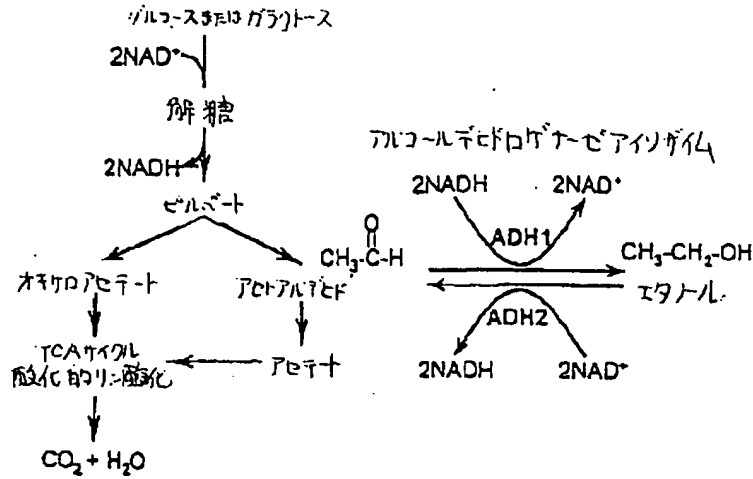 グルコースまたはガラクトース
2NAD⁺
解糖
2NADH
ピルベート
アルコールデヒドロゲナーゼアイソザイム
2NADH
2NAD⁺
ADH1
O
CH₃-C-H
CH₃-CH₂-OH
オキサロアセテート
アセトアルデヒド
エタノール
ADH2
2NADH
2NAD⁺
TCAサイクル
酸化的リン酸化
アセテート
CO₂ + H₂O